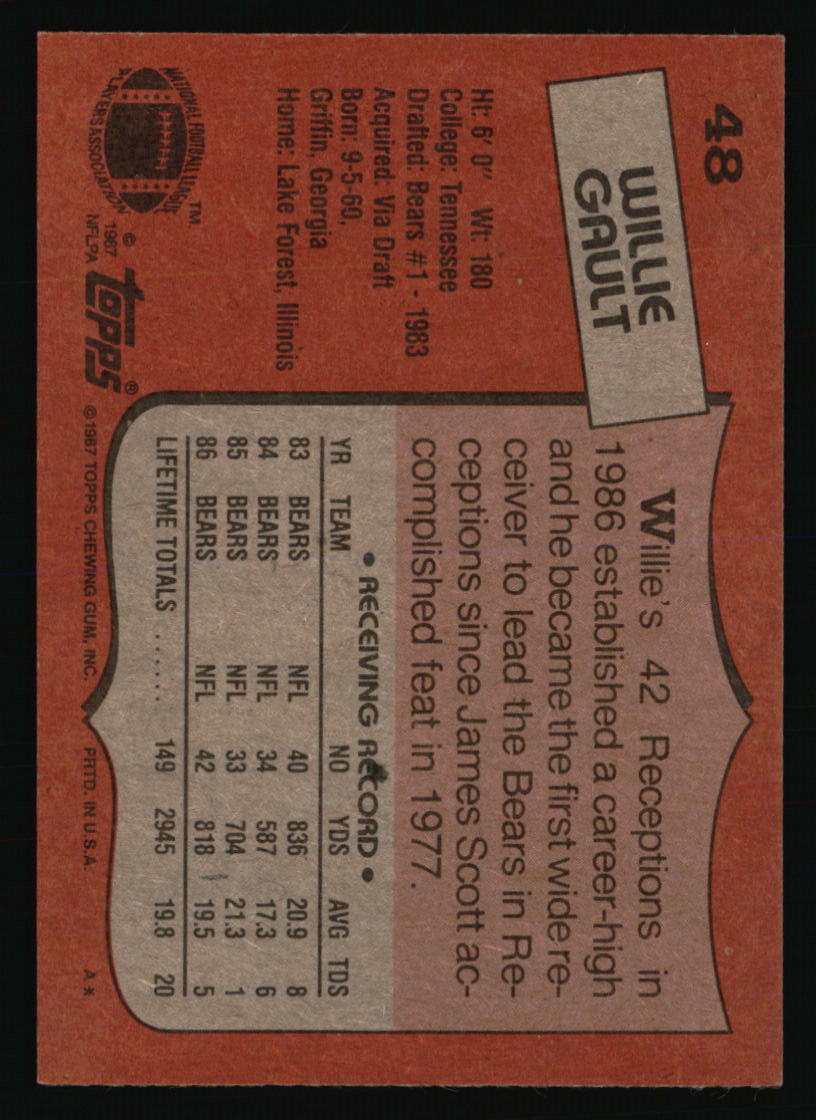 48
WILLIE
GAULT
Ht: 6' 0" Wt: 180
College: Tennessee
Drafted: Bears #1 - 1983
Acquired: Via Draft
Born: 9-5-60,
Griffin, Georgia
Home: Lake Forest, Illinois
NATIONAL FOOTBALL LEAGUE
PLAYERS ASSOCIATION
TM
© 1987
NFLPA
topps®
Willie's 42 Receptions in
1986 established a career-high
and he became the first wide re-
ceiver to lead the Bears in Re-
ceptions since James Scott ac-
complished feat in 1977.
• RECEIVING RECORD •
YR TEAM NO YDS AVG TDS
83 BEARS NFL 40 836 20.9 8
84 BEARS NFL 34 587 17.3 6
85 BEARS NFL 33 704 21.3 1
86 BEARS NFL 42 818 19.5 5
LIFETIME TOTALS ...... 149 2945 19.8 20
© 1987 TOPPS CHEWING GUM, INC. PRTD. IN U.S.A. A*